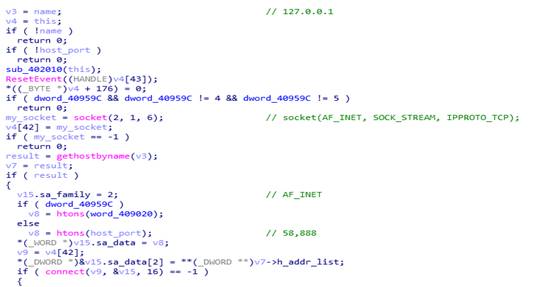 v3 = name; // 127.0.0.1
v4 = this;
if ( !name )
return 0;
if ( !host_port )
return 0;
sub_402010(this);
ResetEvent((HANDLE)v4[43]);
*((_BYTE *)v4 + 176) = 0;
if ( dword_40959C && dword_40959C != 4 && dword_40959C != 5 )
return 0;
my_socket = socket(2, 1, 6); // socket(AF_INET, SOCK_STREAM, IPPROTO_TCP);
v4[42] = my_socket;
if ( my_socket == -1 )
return 0;
result = gethostbyname(v3);
v7 = result;
if ( result )
{
v15.sa_family = 2; // AF_INET
if ( dword_40959C )
v8 = htons(word_409020);
else
v8 = htons(host_port); // 58,888
*(_WORD *)v15.sa_data = v8;
v9 = v4[42];
*(_DWORD *)&v15.sa_data[2] = **(_DWORD **)v7->h_addr_list;
if ( connect(v9, &v15, 16) == -1 )
{